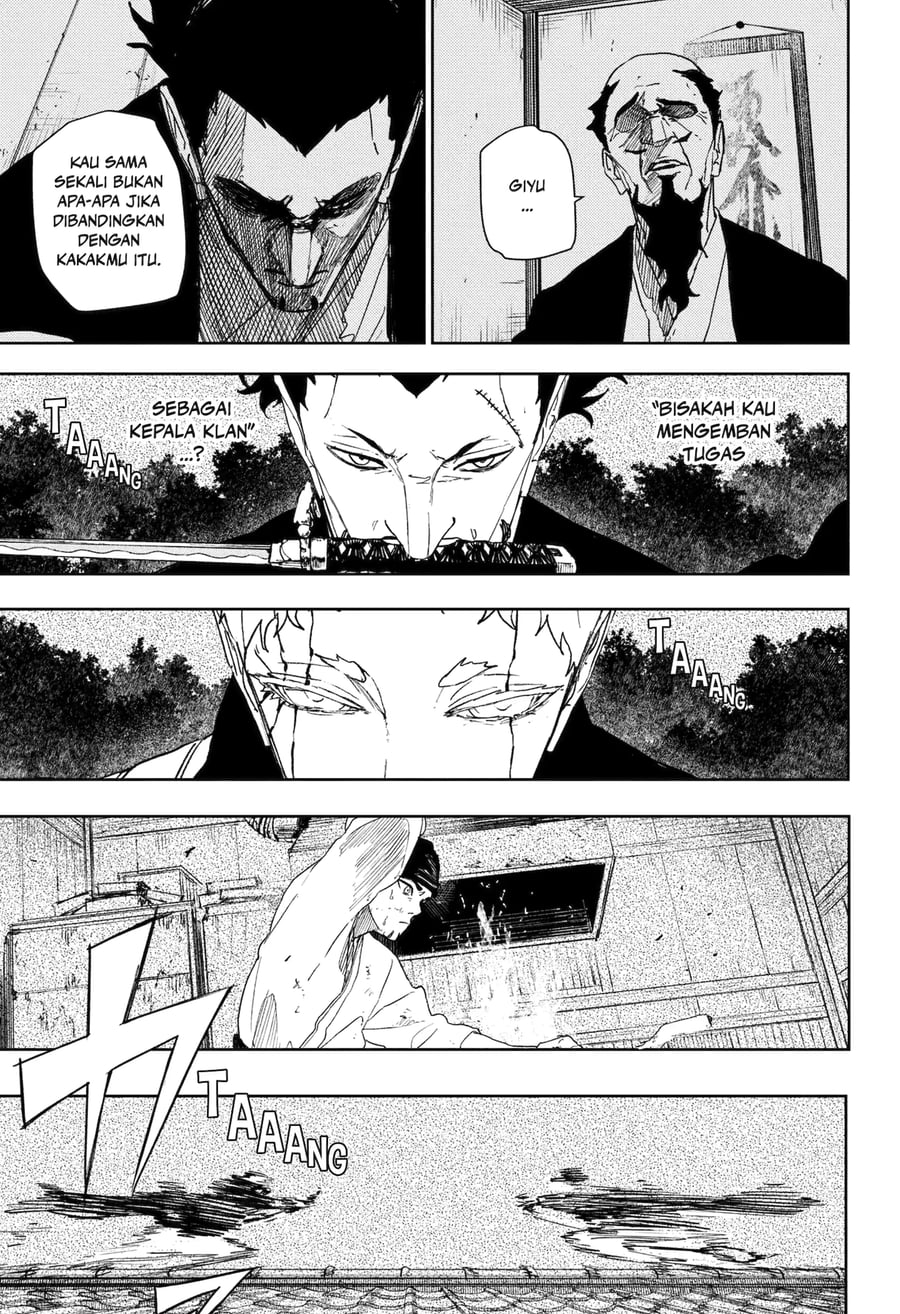 GIYU
...
KAU SAMA
SEKALI BUKAN
APA-APA JIKA
DIBANDINGKAN
DENGAN
KAKAKMU ITU.
"BISAKAH KAU
MENGEMBAN
TUGAS
SEBAGAI
KEPALA KLAN"
...?
TAAAANG
TAAAANG
TAAAANG